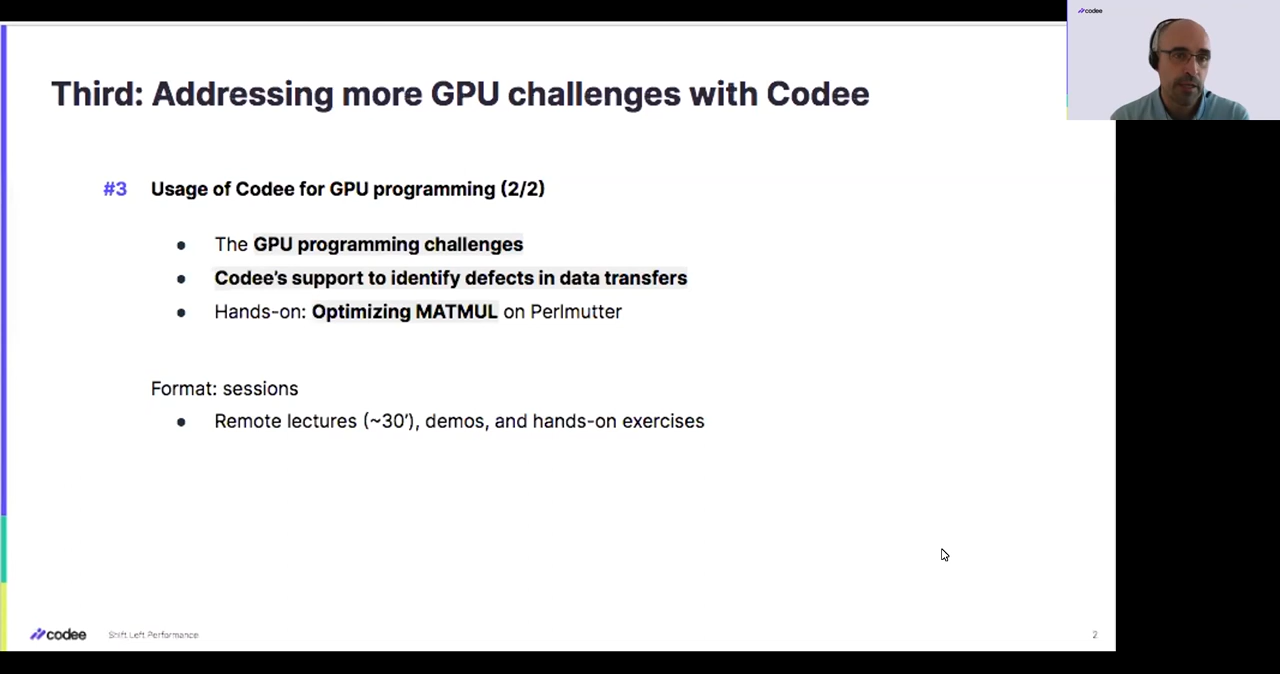 codee
Third: Addressing more GPU challenges with Codee
#3 Usage of Codee for GPU programming (2/2)
● The GPU programming challenges
● Codee's support to identify defects in data transfers
● Hands-on: Optimizing MATMUL on Perlmutter
Format: sessions
● Remote lectures (~30’), demos, and hands-on exercises
codee Shift Left Performance 2